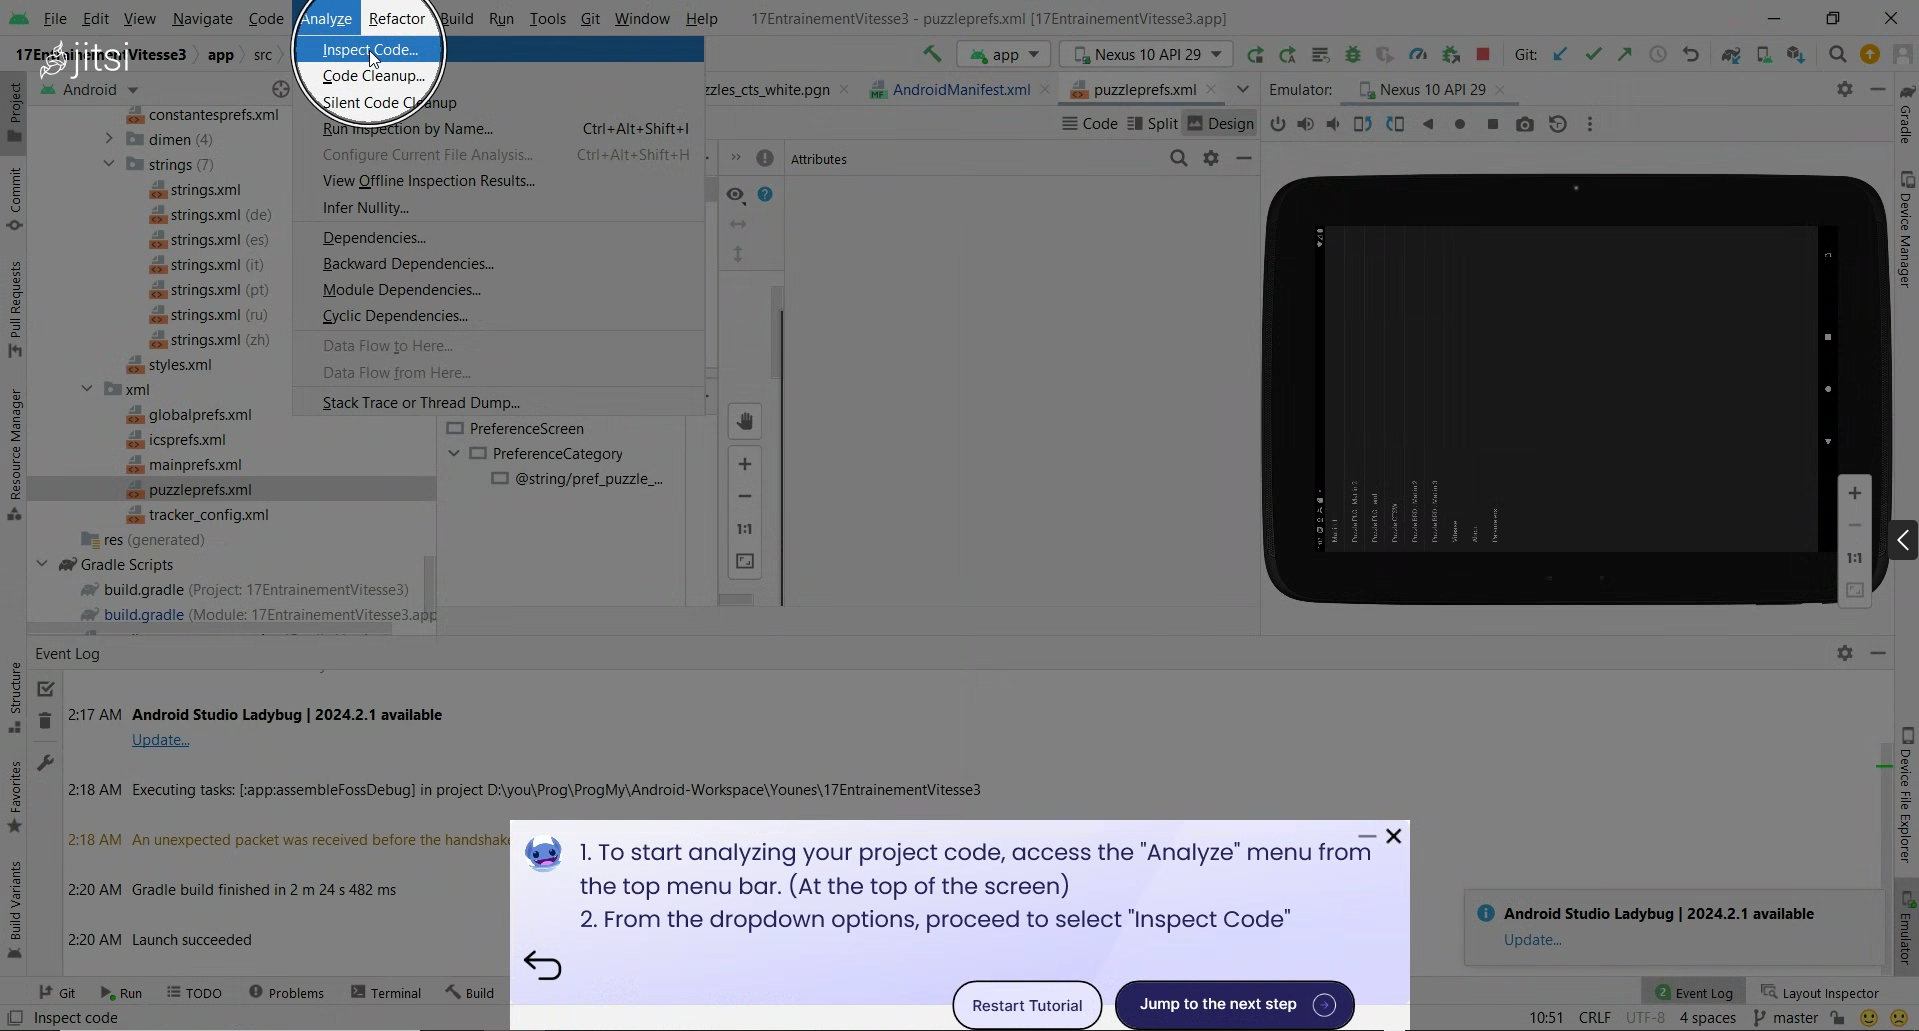 File Edit View Navigate Code Analyze Refactor Build Run Tools Git Window Help 17EntrainementVitesse3 - puzzleprefs.xml [17EntrainementVitesse3.app]
17EntrainementVitesse3 app src app Nexus 10 API 29 Git:
jitsi
Inspect Code...
Code Cleanup...
Silent Code Cleanup
Run Inspection by Name... Ctrl+Alt+Shift+I
Configure Current File Analysis... Ctrl+Alt+Shift+H
View Offline Inspection Results...
Infer Nullity...
Dependencies...
Backward Dependencies...
Module Dependencies...
Cyclic Dependencies...
Data Flow to Here...
Data Flow from Here...
Stack Trace or Thread Dump...
Android
zzles_cts_white.pgn AndroidManifest.xml puzzleprefs.xml
Emulator: Nexus 10 API 29
Code Split Design
Attributes
constantesprefs.xml
dimen (4)
strings (7)
strings.xml
strings.xml (de)
strings.xml (es)
strings.xml (it)
strings.xml (pt)
strings.xml (ru)
strings.xml (zh)
styles.xml
xml
globalprefs.xml
icsprefs.xml
mainprefs.xml
puzzleprefs.xml
tracker_config.xml
res (generated)
Gradle Scripts
build.gradle (Project: 17EntrainementVitesse3)
build.gradle (Module: 17EntrainementVitesse3.app
PreferenceScreen
PreferenceCategory
@string/pref_puzzle_...
1:1
1:1
Project
Commit
Pull Requests
Resource Manager
Structure
Favorites
Build Variants
Gradle
Device Manager
Device File Explorer
Emulator
Event Log
2:17 AM Android Studio Ladybug | 2024.2.1 available
Update...
2:18 AM Executing tasks: [:app:assembleFossDebug] in project D:\you\Prog\ProgMy\Android-Workspace\Younes\17EntrainementVitesse3
2:18 AM An unexpected packet was received before the handshake
2:20 AM Gradle build finished in 2 m 24 s 482 ms
2:20 AM Launch succeeded
1. To start analyzing your project code, access the "Analyze" menu from
the top menu bar. (At the top of the screen)
2. From the dropdown options, proceed to select "Inspect Code"
Restart Tutorial Jump to the next step
Android Studio Ladybug | 2024.2.1 available
Update...
Git Run TODO Problems Terminal Build 2 Event Log Layout Inspector
Inspect code 10:51 CRLF UTF-8 4 spaces master